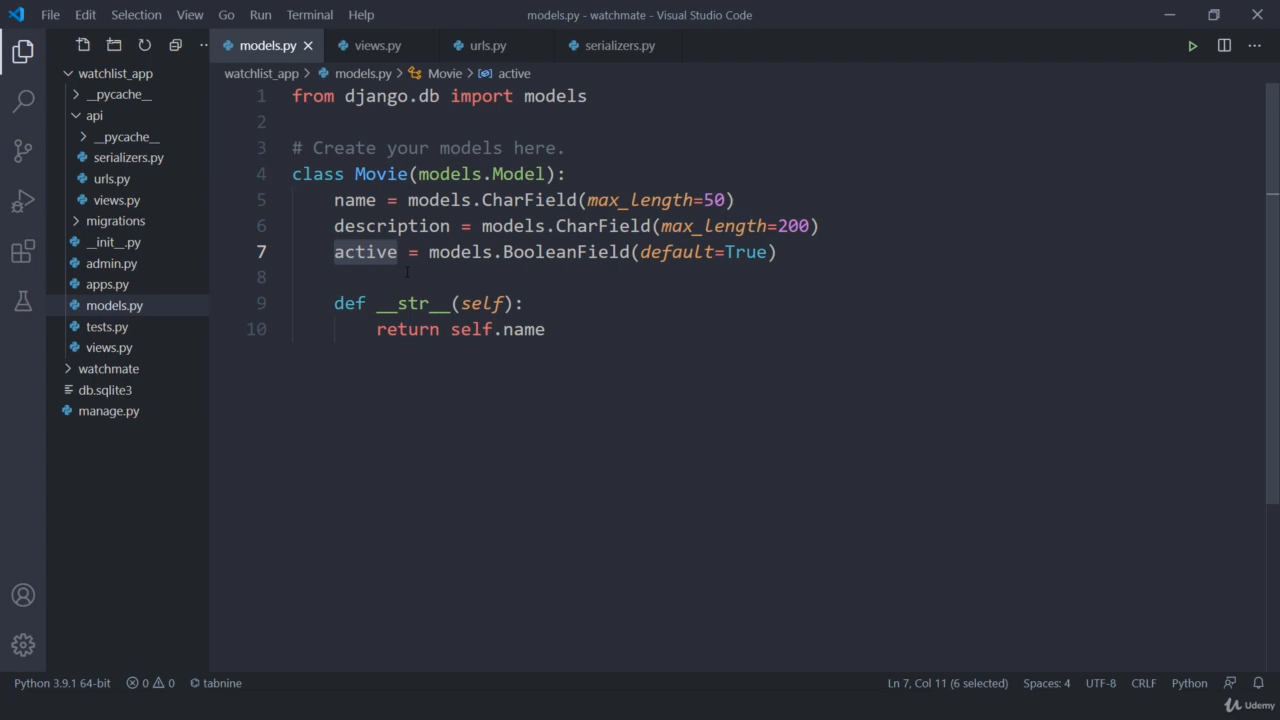 File Edit Selection View Go Run Terminal Help models.py - watchmate - Visual Studio Code
models.py views.py urls.py serializers.py
watchlist_app > models.py > Movie > active
watchlist_app
__pycache__
api
__pycache__
serializers.py
urls.py
views.py
migrations
__init__.py
admin.py
apps.py
models.py
tests.py
views.py
watchmate
db.sqlite3
manage.py
1 from django.db import models
2
3 # Create your models here.
4 class Movie(models.Model):
5 name = models.CharField(max_length=50)
6 description = models.CharField(max_length=200)
7 active = models.BooleanField(default=True)
8
9 def __str__(self):
10 return self.name
Python 3.9.1 64-bit 0 0 tabnine Ln 7, Col 11 (6 selected) Spaces: 4 UTF-8 CRLF Python
Udemy